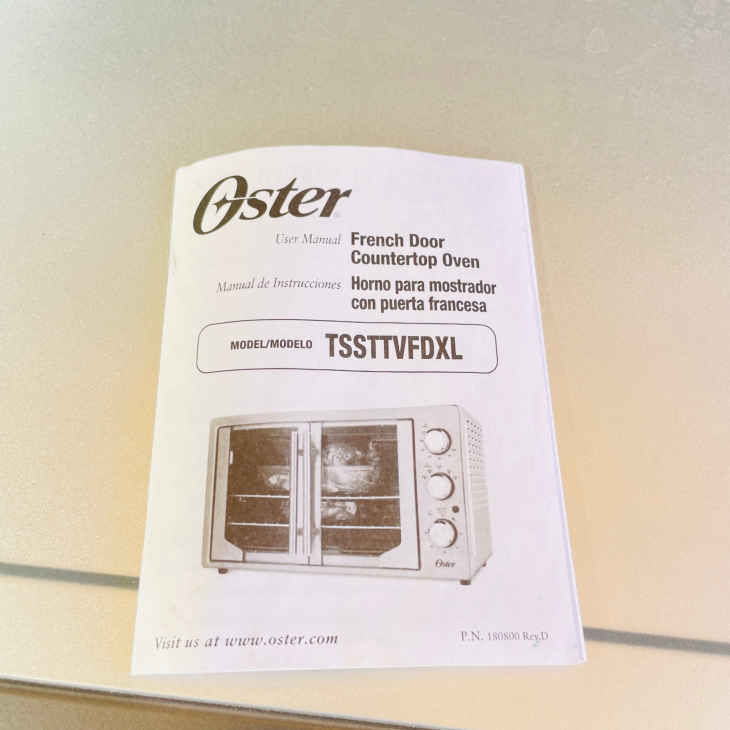 Oster
User Manual French Door
Countertop Oven
Manual de Instrucciones Horno para mostrador
con puerta francesa
MODEL/MODELO TSSTTVFDXL
Oster
Visit us at www.oster.com
P.N. 180800 Rev.D